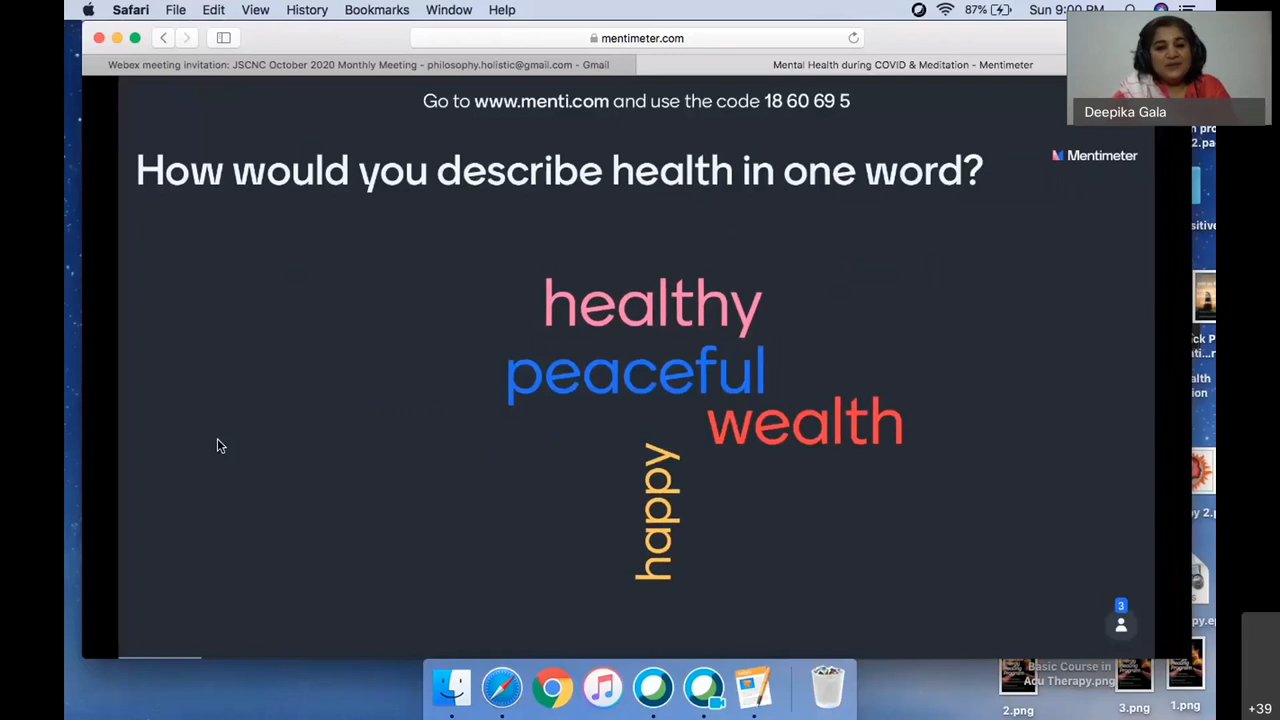 Safari File Edit View History Bookmarks Window Help 87% Sun 9:00 PM
mentimeter.com
Webex meeting invitation: JSCNC October 2020 Monthly Meeting - philosophy.holistic@gmail.com - Gmail
Mental Health during COVID & Meditation - Mentimeter
Deepika Gala
Go to www.menti.com and use the code 18 60 69 5
Mentimeter
How would you describe health in one word?
healthy
peaceful
wealth
happy
3
Basic Course in
Acu Therapy.png
2.png
3.png
1.png
+39